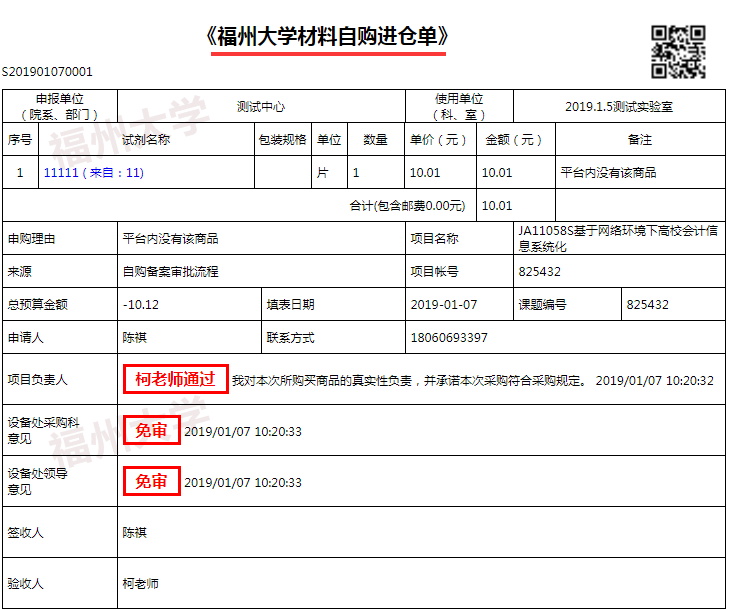 《福州大学材料自购进仓单》
S201901070001
申报单位
（院系、部门）
测试中心
使用单位
（科、室）
2019.1.5测试实验室
序号
试剂名称
包装规格
单位
数量
单价（元）
金额（元）
备注
1
11111 (来自：11)
片
1
10.01
10.01
平台内没有该商品
合计(包含邮费0.00元)
10.01
申购理由
平台内没有该商品
项目名称
JA11058S基于网络环境下高校会计信
息系统化
来源
自购备案审批流程
项目帐号
825432
总预算金额
-10.12
填表日期
2019-01-07
课题编号
825432
申请人
陈祺
联系方式
18060693397
项目负责人
柯老师通过 我对本次所购买商品的真实性负责，并承诺本次采购符合采购规定。 2019/01/07 10:20:32
设备处采购科
意见
免审 2019/01/07 10:20:33
设备处领导
意见
免审 2019/01/07 10:20:33
签收人
陈祺
验收人
柯老师
福州大学
福州大学